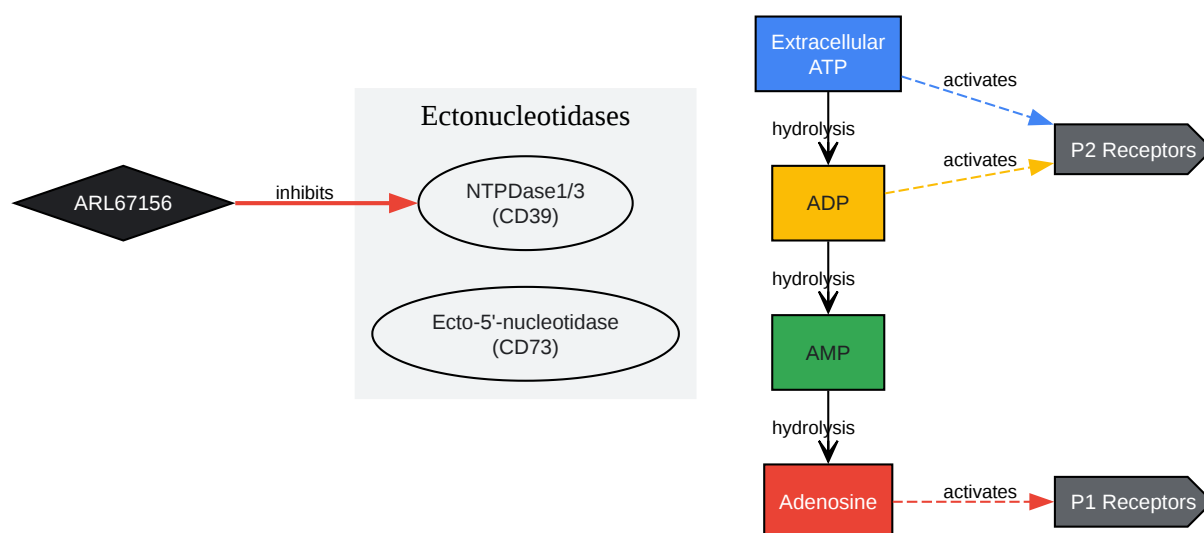 Extracellular
ATP
activates
Ectonucleotidases
hydrolysis
P2 Receptors
activates
NTPDase1/3
(CD39)
ARL67156
inhibits
ADP
hydrolysis
Ecto-5'-nucleotidase
(CD73)
AMP
hydrolysis
Adenosine
activates
P1 Receptors